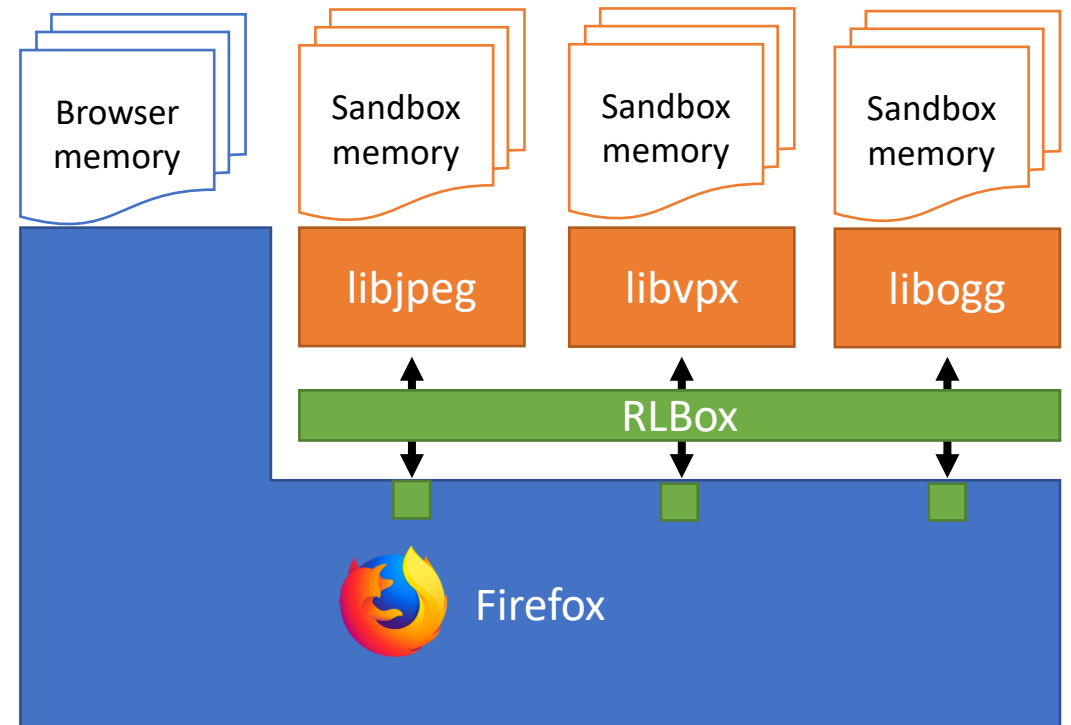 Browser
memory
Sandbox
memory
Sandbox
memory
Sandbox
memory
libjpeg
libvpx
libogg
RLBox
Firefox